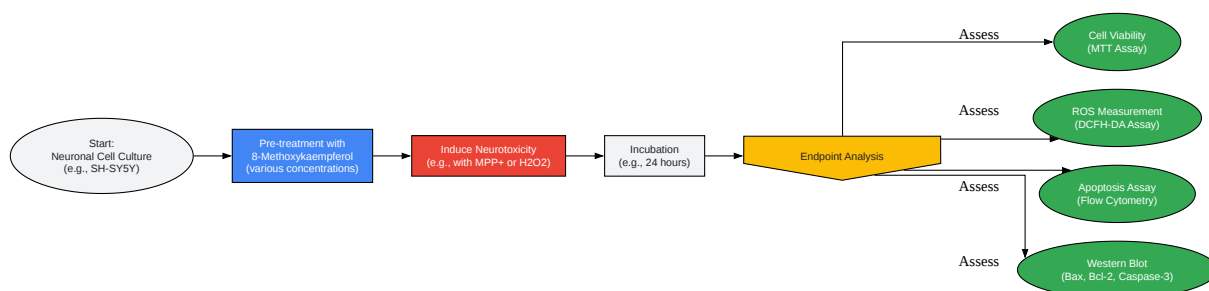 Start:
Neuronal Cell Culture
(e.g., SH-SY5Y)
Pre-treatment with
8-Methoxykaempferol
(various concentrations)
Induce Neurotoxicity
(e.g., with MPP+ or H2O2)
Incubation
(e.g., 24 hours)
Endpoint Analysis
Assess
Cell Viability
(MTT Assay)
Assess
ROS Measurement
(DCFH-DA Assay)
Assess
Apoptosis Assay
(Flow Cytometry)
Assess
Western Blot
(Bax, Bcl-2, Caspase-3)